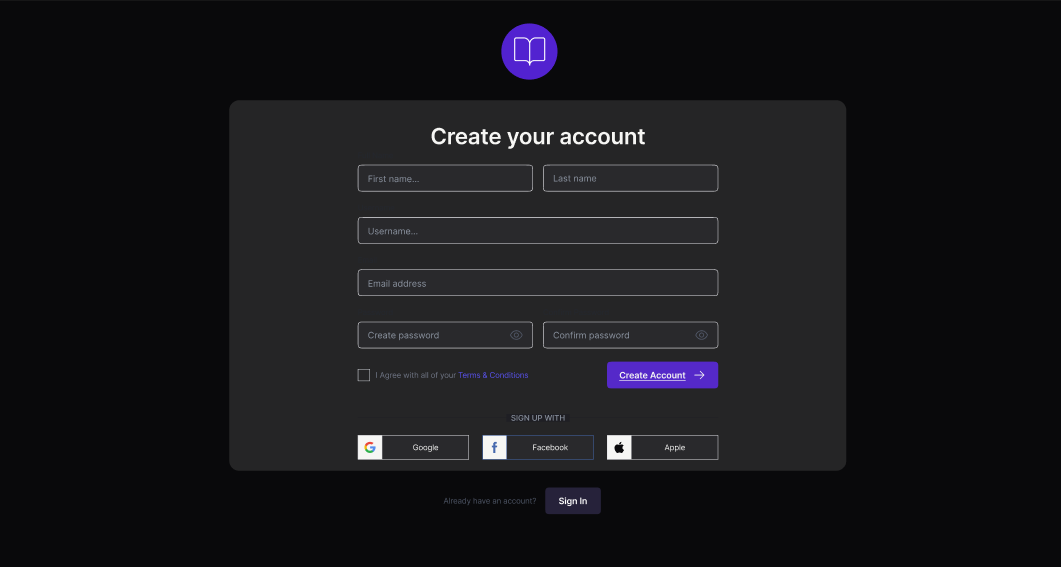 Create your account
First name...
Last name
Username...
Email address
Create password
Confirm password
I Agree with all of your Terms & Conditions
Create Account
SIGN UP WITH
Google
Facebook
Apple
Already have an account?
Sign In